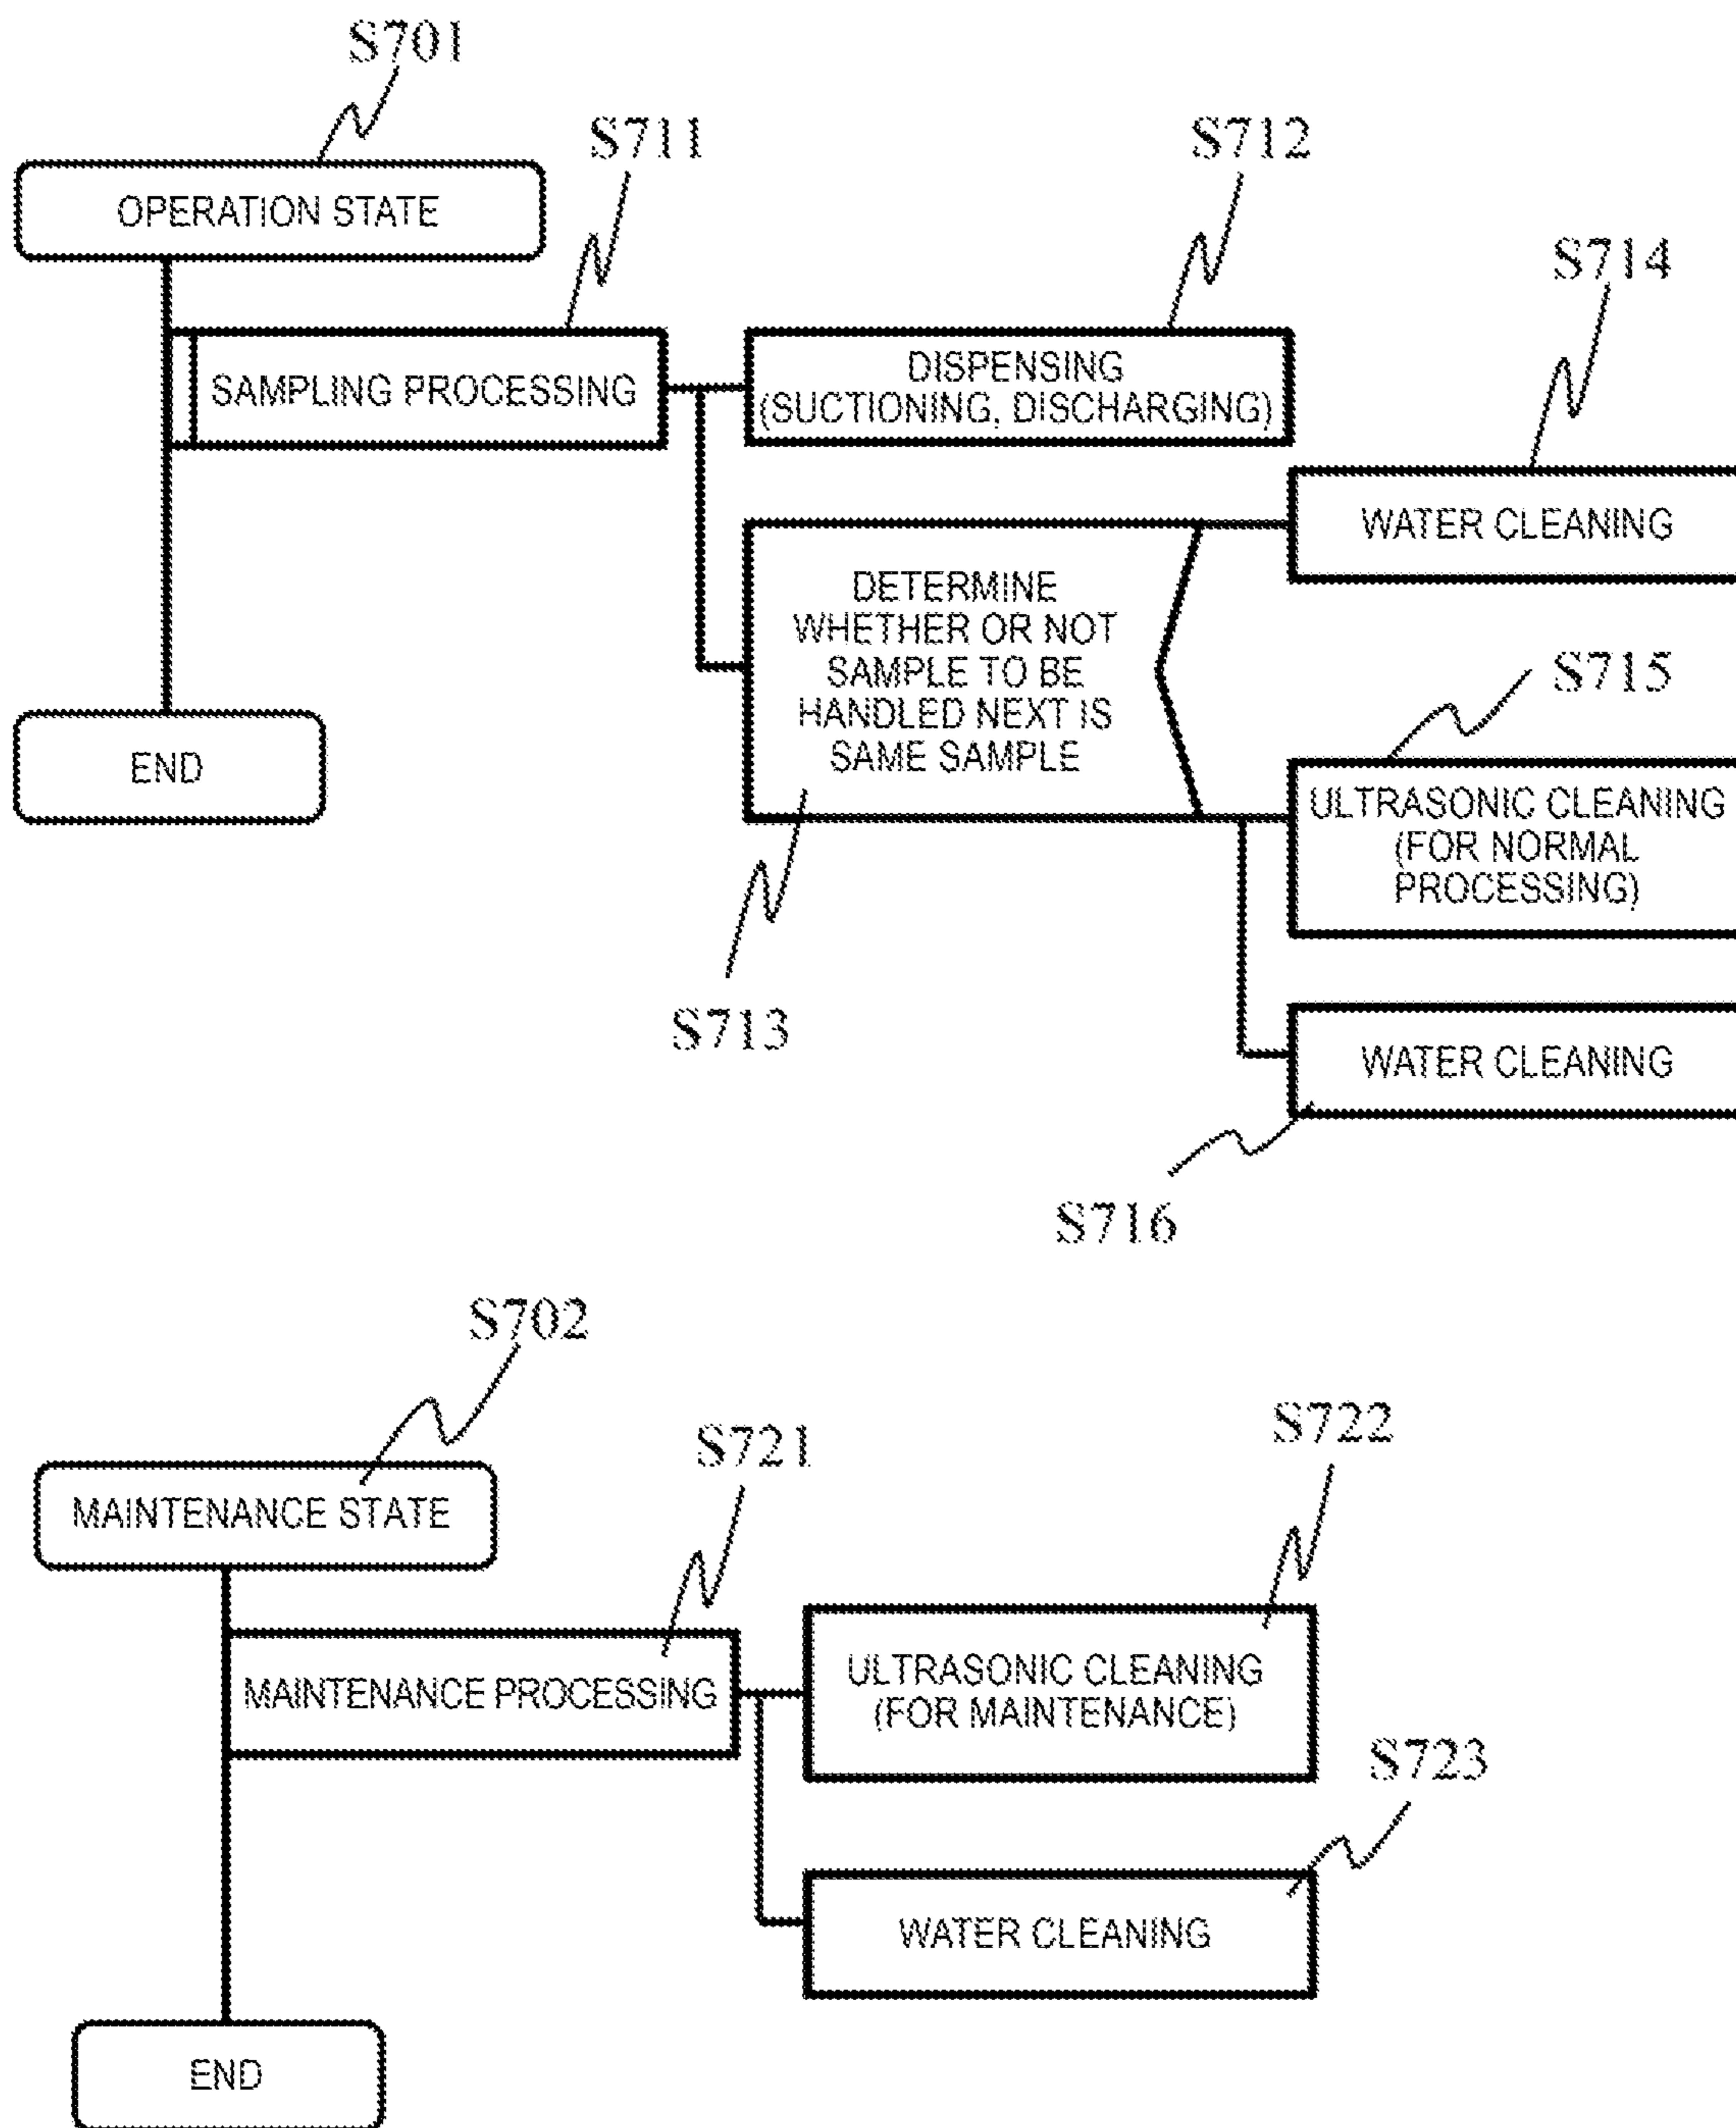 S701
S711
S712
OPERATION STATE
S714
SAMPLING PROCESSING
DISPENSING
(SUCTIONING, DISCHARGING)
WATER CLEANING
DETERMINE
WHETHER OR NOT
SAMPLE TO BE
HANDLED NEXT IS
SAME SAMPLE
S715
END
ULTRASONIC CLEANING
(FOR NORMAL
PROCESSING)
S713
WATER CLEANING
S716
S702
S721
S722
MAINTENANCE STATE
MAINTENANCE PROCESSING
ULTRASONIC CLEANING
(FOR MAINTENANCE)
S723
WATER CLEANING
END